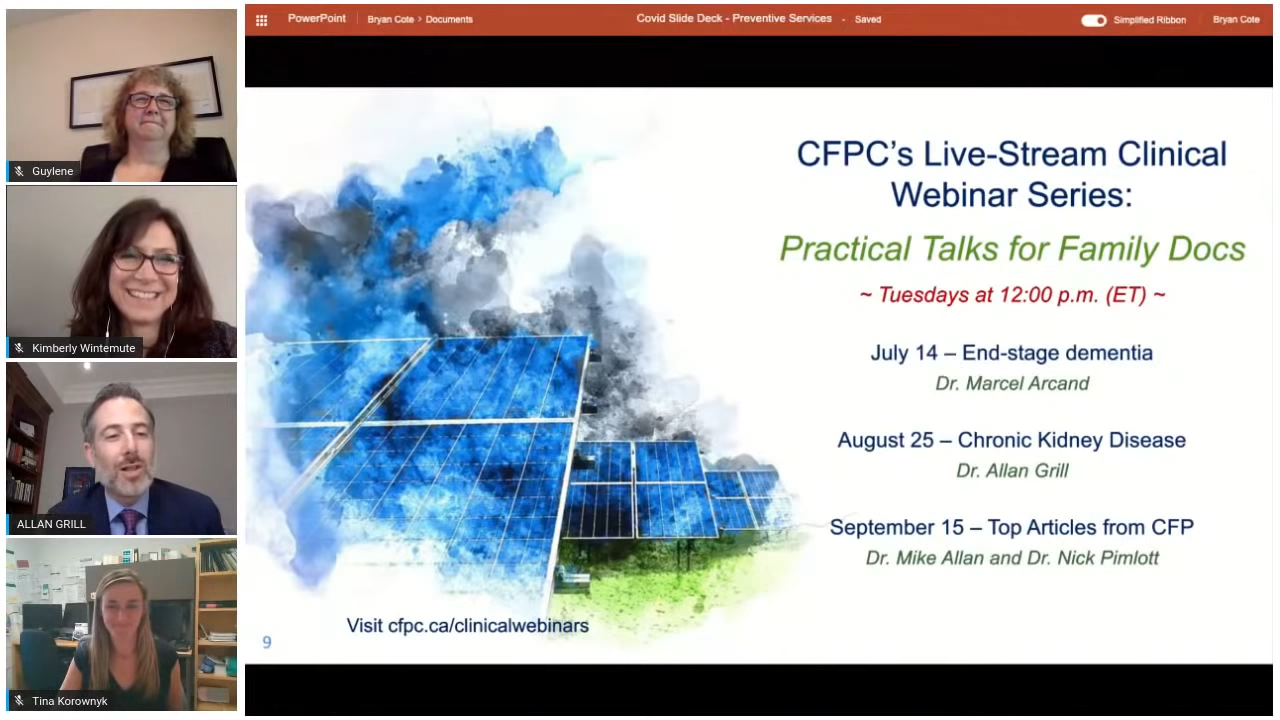 PowerPoint
Bryan Cote > Documents
Covid Slide Deck - Preventive Services - Saved
Simplified Ribbon
Bryan Cote
Guylene
Kimberly Wintemute
ALLAN GRILL
Tina Korownyk
CFPC's Live-Stream Clinical
Webinar Series:
Practical Talks for Family Docs
~ Tuesdays at 12:00 p.m. (ET) ~
July 14 – End-stage dementia
Dr. Marcel Arcand
August 25 – Chronic Kidney Disease
Dr. Allan Grill
September 15 – Top Articles from CFP
Dr. Mike Allan and Dr. Nick Pimlott
Visit cfpc.ca/clinicalwebinars
9